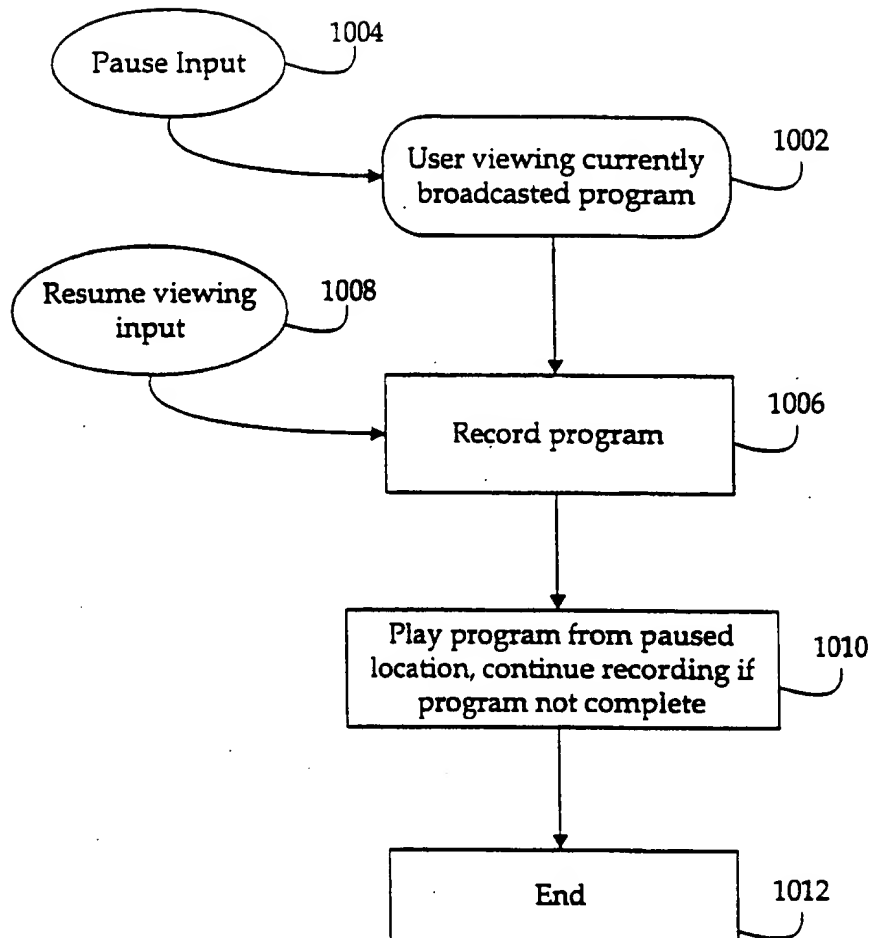 1004
Pause Input
User viewing currently
broadcasted program
1002
Resume viewing
input
1008
Record program
1006
Play program from paused
location, continue recording if
program not complete
1010
End
1012